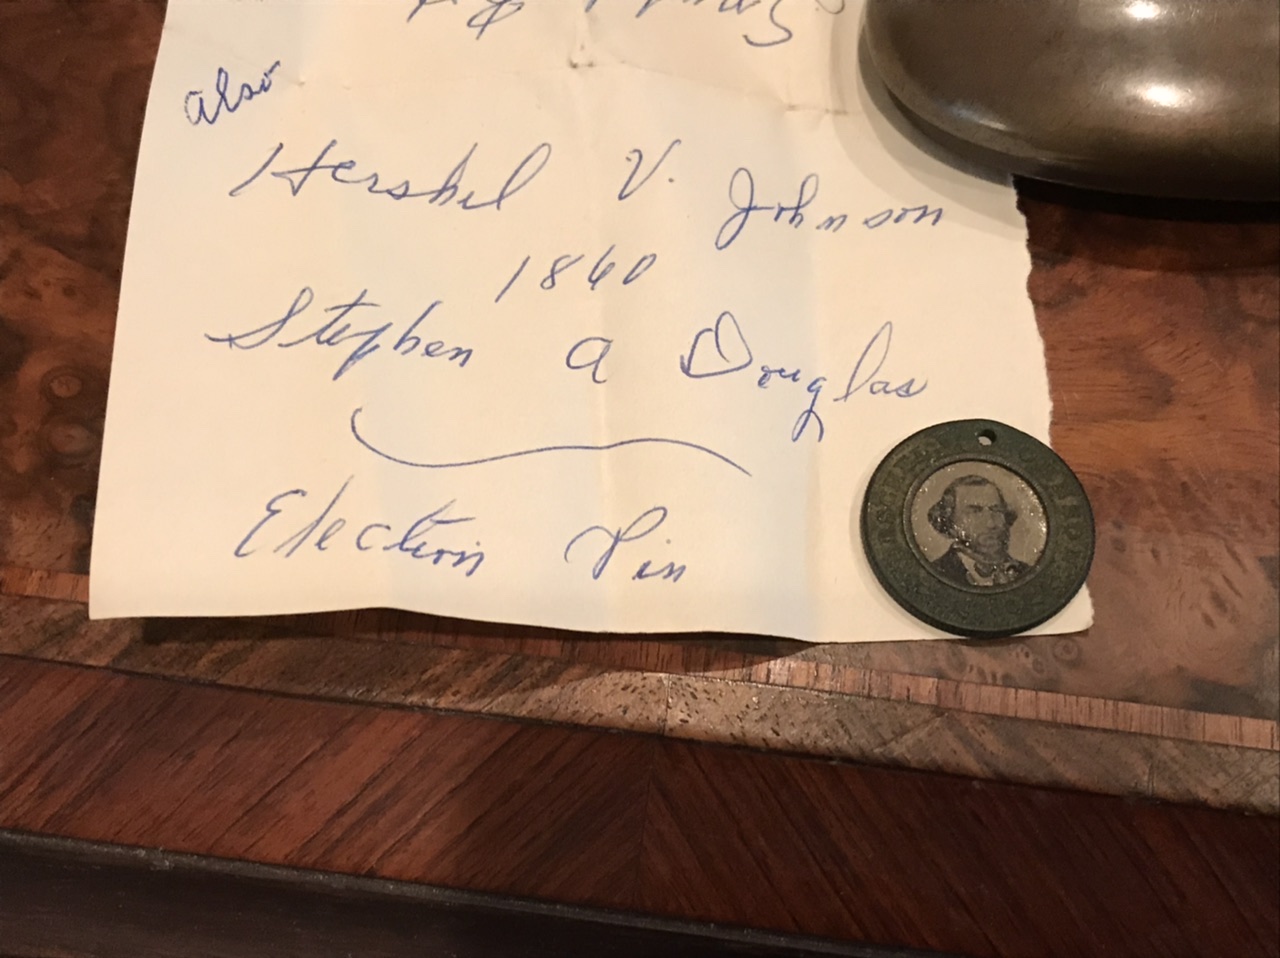 also
Hershel V. Johnson
1860
Stephen A Douglas
Election Pin